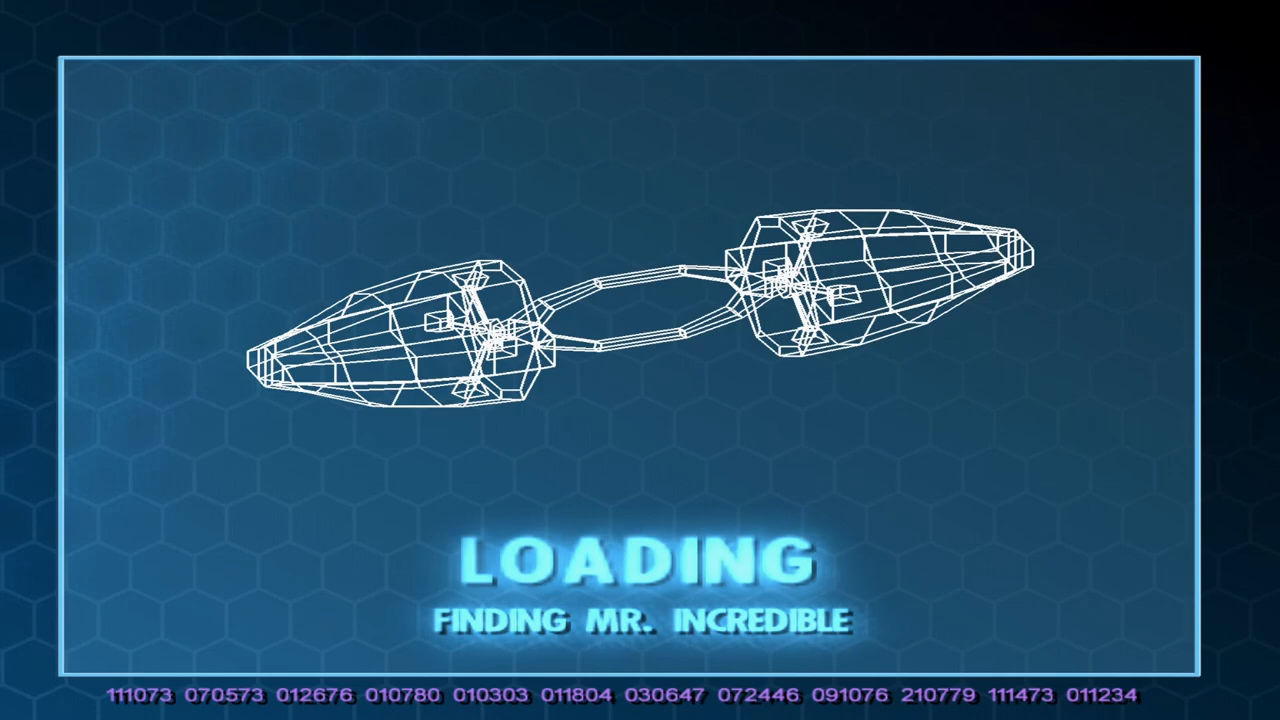 LOADING
FINDING MR. INCREDIBLE
111073 070573 012676 010780 010303 011804 030647 072446 091076 210779 111473 011234